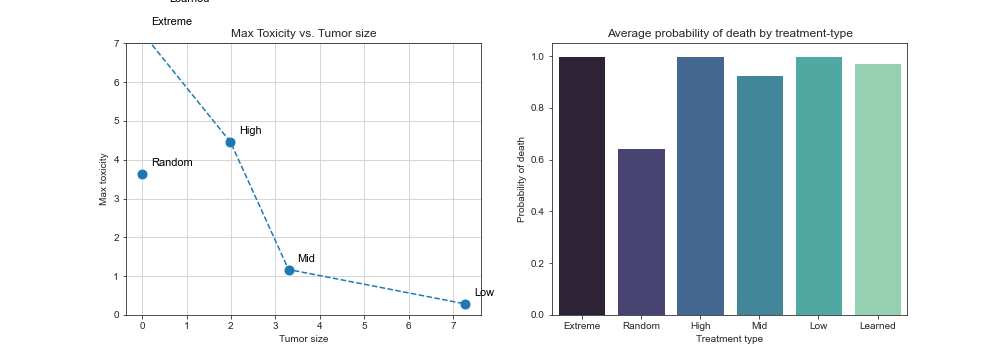 Learned
Extreme
Max Toxicity vs. Tumor size
7
6
5
4
3
2
1
0
Max toxicity
High
Random
Mid
Low
0 1 2 3 4 5 6 7
Tumor size
Average probability of death by treatment-type
1.0
0.8
0.6
0.4
0.2
0.0
Probability of death
Extreme Random High Mid Low Learned
Treatment type